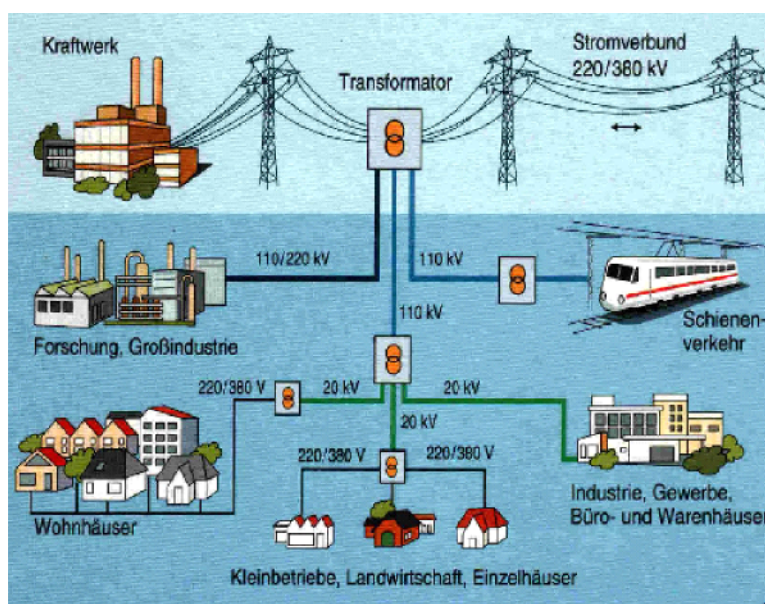 Kraftwerk
Stromverbund
220/380 kV
Transformator
110/220 kV
110 kV
110 kV
Schienen-
verkehr
Forschung, Großindustrie
220/380 V
20 kV
20 kV
20 kV
220/380 V
220/380 V
Wohnhäuser
Industrie, Gewerbe,
Büro- und Warenhäuser
Kleinbetriebe, Landwirtschaft, Einzelhäuser